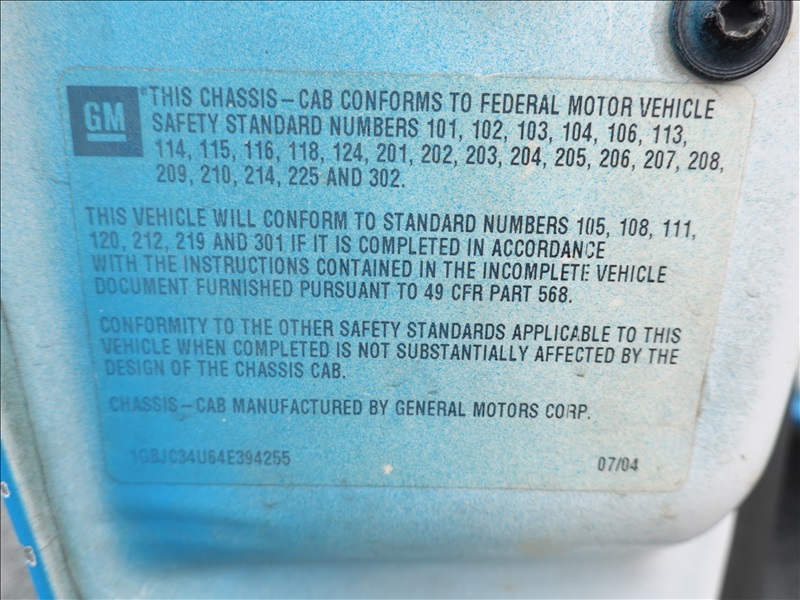 GM
THIS CHASSIS-CAB CONFORMS TO FEDERAL MOTOR VEHICLE
SAFETY STANDARD NUMBERS 101, 102, 103, 104, 106, 113,
114, 115, 116, 118, 124, 201, 202, 203, 204, 205, 206, 207, 208,
209, 210, 214, 225 AND 302.
THIS VEHICLE WILL CONFORM TO STANDARD NUMBERS 105, 108, 111,
120, 212, 219 AND 301 IF IT IS COMPLETED IN ACCORDANCE
WITH THE INSTRUCTIONS CONTAINED IN THE INCOMPLETE VEHICLE
DOCUMENT FURNISHED PURSUANT TO 49 CFR PART 568.
CONFORMITY TO THE OTHER SAFETY STANDARDS APPLICABLE TO THIS
VEHICLE WHEN COMPLETED IS NOT SUBSTANTIALLY AFFECTED BY THE
DESIGN OF THE CHASSIS CAB.
CHASSIS-CAB MANUFACTURED BY GENERAL MOTORS CORP.
1GBJC34U64E394255
07/04